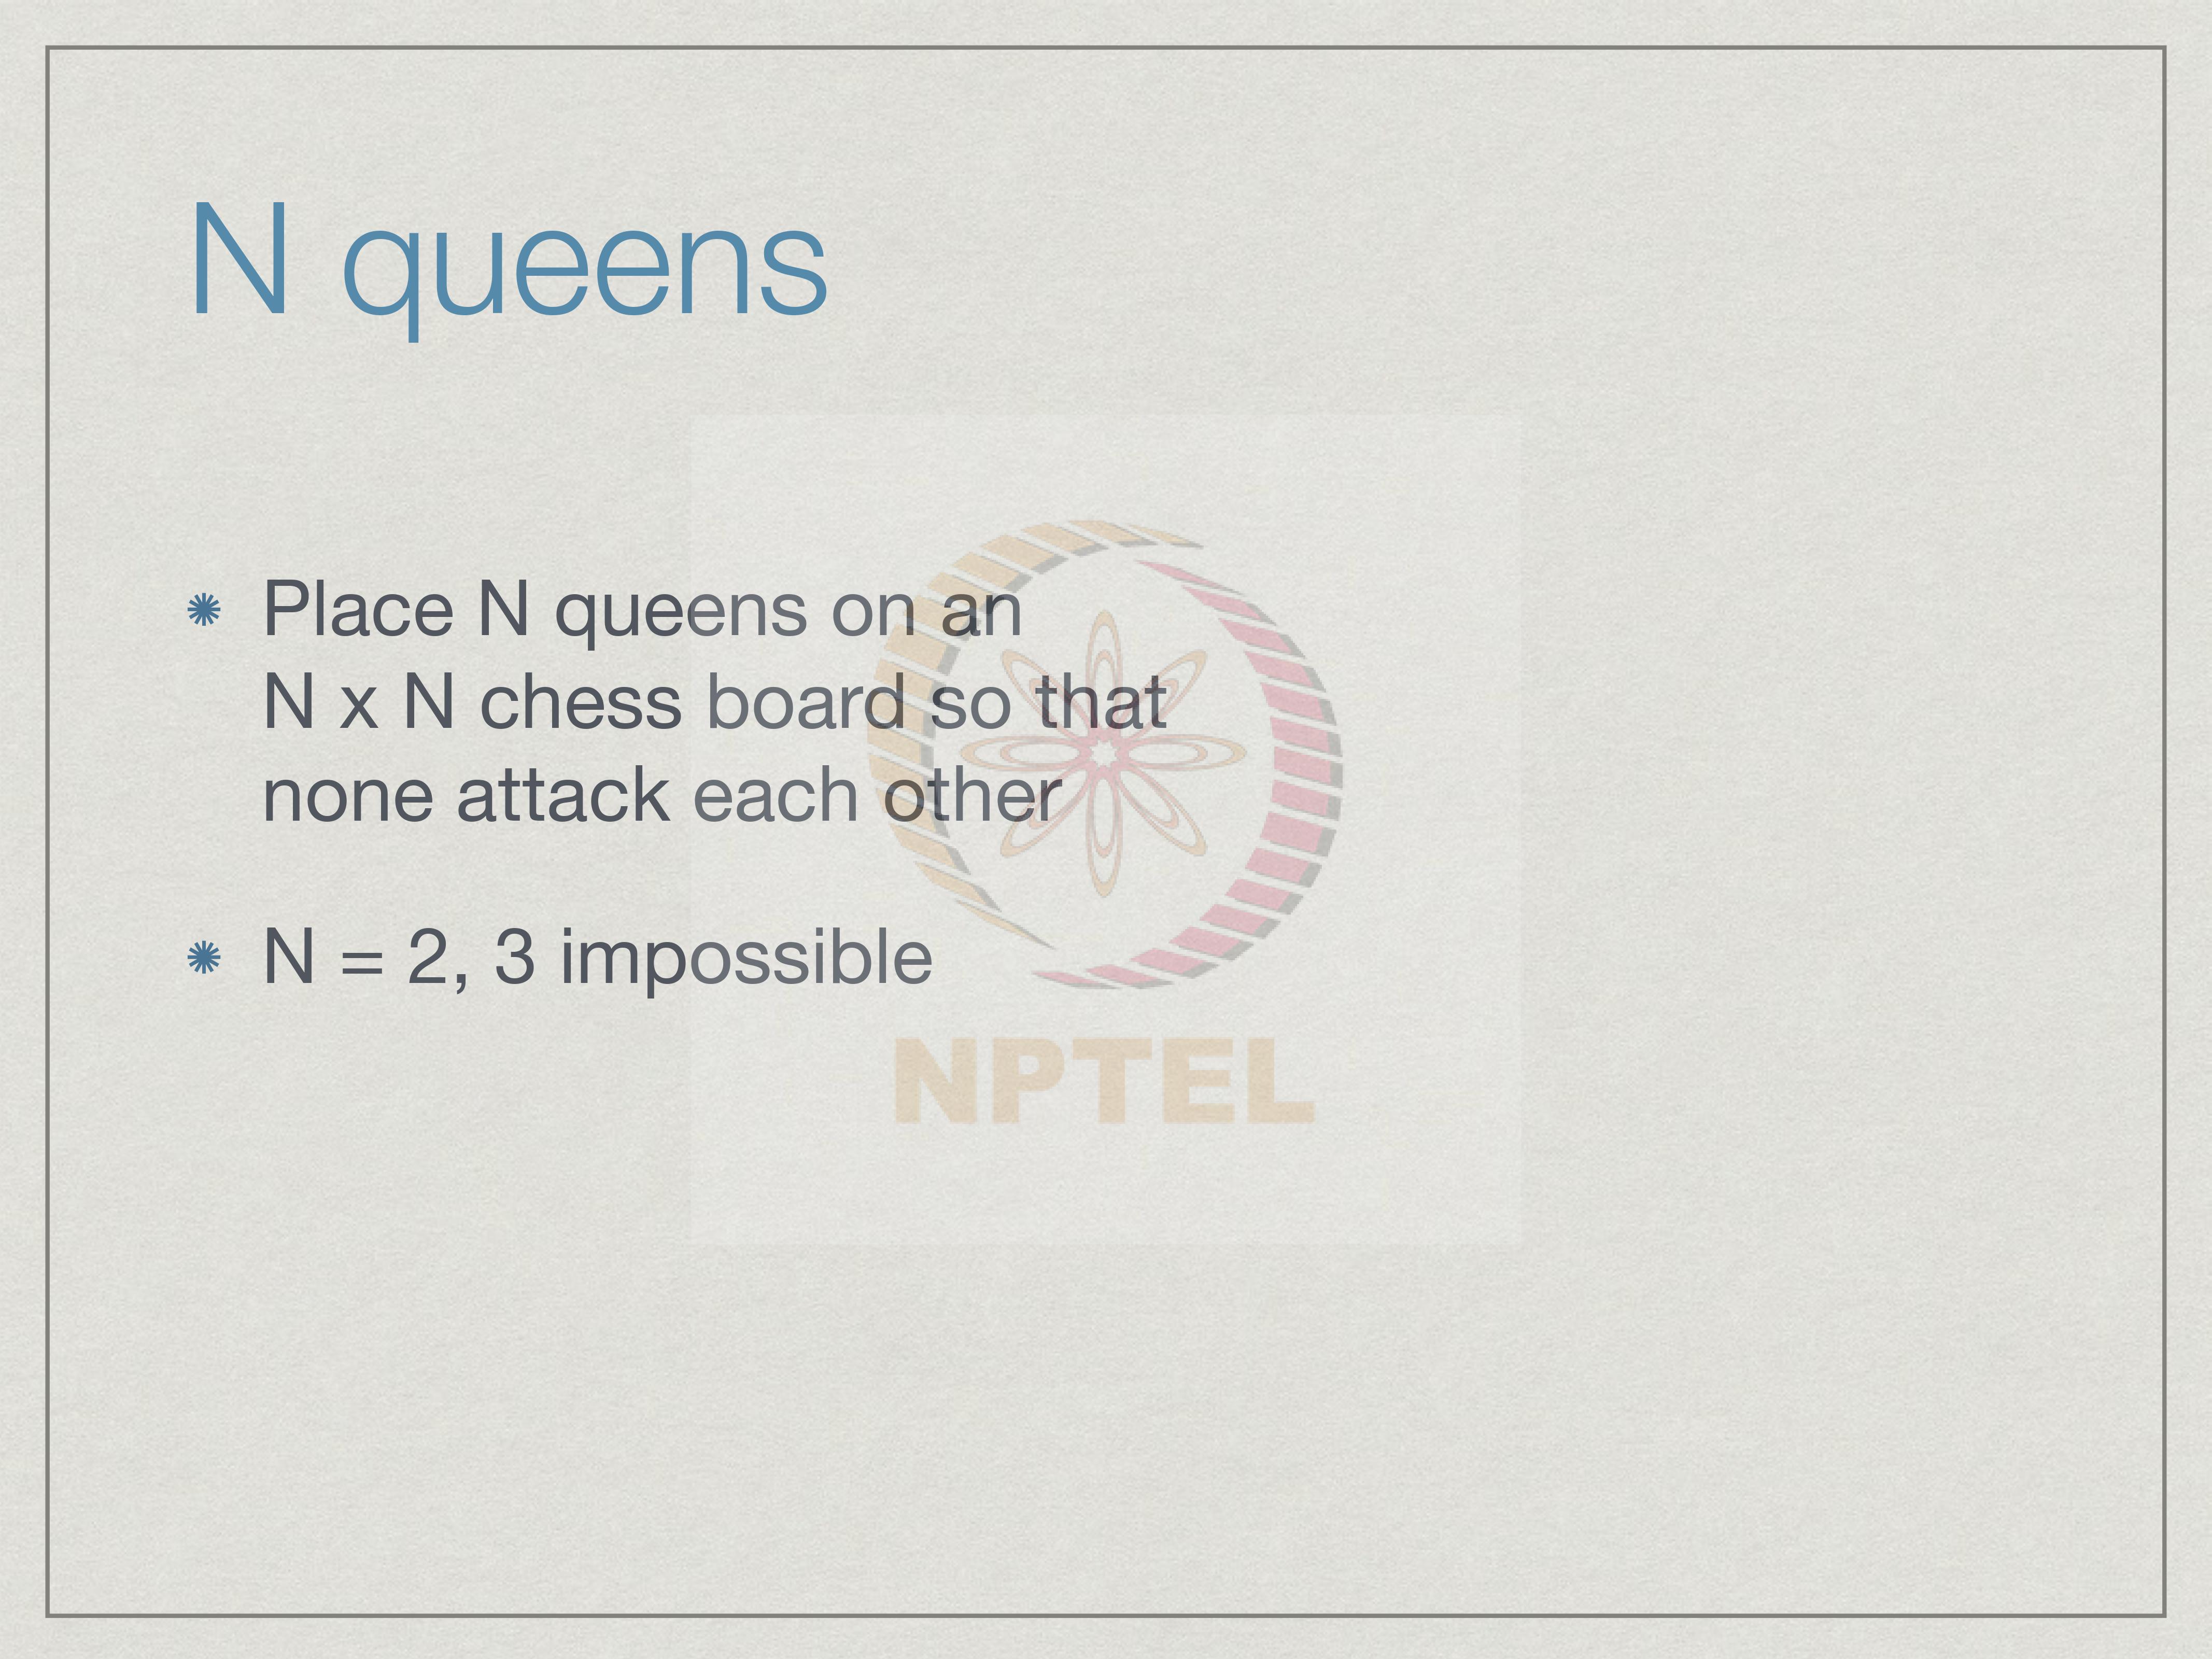 N queens
Place N queens on an
N x N chess board so that
none attack each other
N = 2, 3 impossible
NPTEL